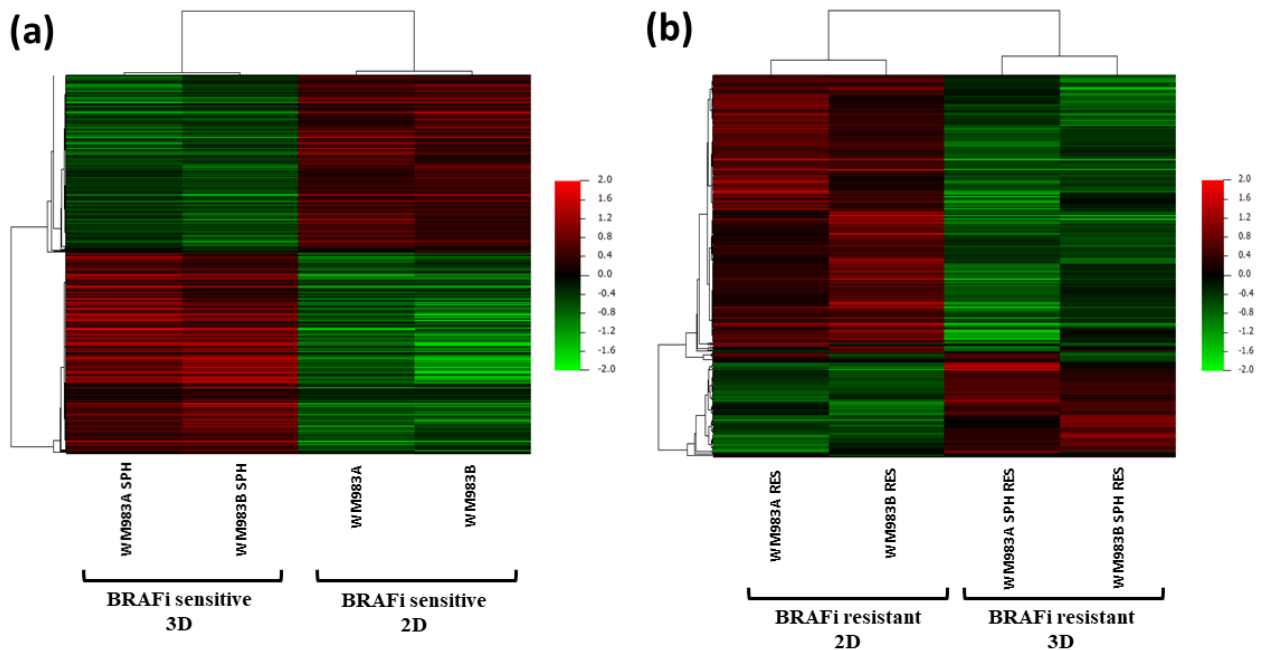 (a)
2.0
1.6
1.2
0.8
0.4
0.0
-0.4
-0.8
-1.2
-1.6
-2.0
WM983A SPH
WM983B SPH
WM983A
WM983B
BRAFi sensitive
3D
BRAFi sensitive
2D
(b)
2.0
1.6
1.2
0.8
0.4
0.0
-0.4
-0.8
-1.2
-1.6
-2.0
WM983A RES
WM983B RES
WM983A SPH RES
WM983B SPH RES
BRAFi resistant
2D
BRAFi resistant
3D